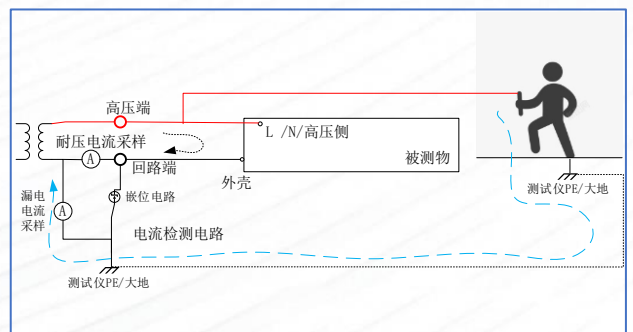 高压端
耐压电流采样
A
回路端
L /N/高压侧
被测物
外壳
漏电
电流
采样
A
嵌位电路
电流检测电路
测试仪PE/大地
测试仪PE/大地